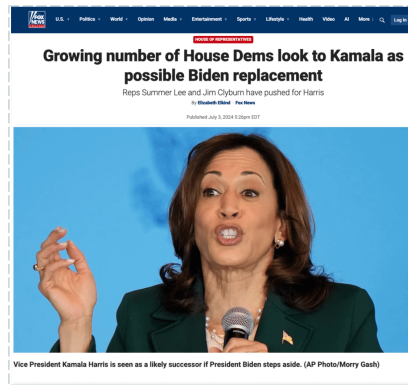 FOX
NEWS
U.S. Politics World Opinion Media Entertainment Sports Lifestyle Health Video AI More Log In
HOUSE OF REPRESENTATIVES
Growing number of House Dems look to Kamala as
possible Biden replacement
Reps Summer Lee and Jim Clyburn have pushed for Harris
By Elizabeth Elkind Fox News
Published July 3, 2024 5:26pm EDT
Vice President Kamala Harris is seen as a likely successor if President Biden steps aside. (AP Photo/Morry Gash)